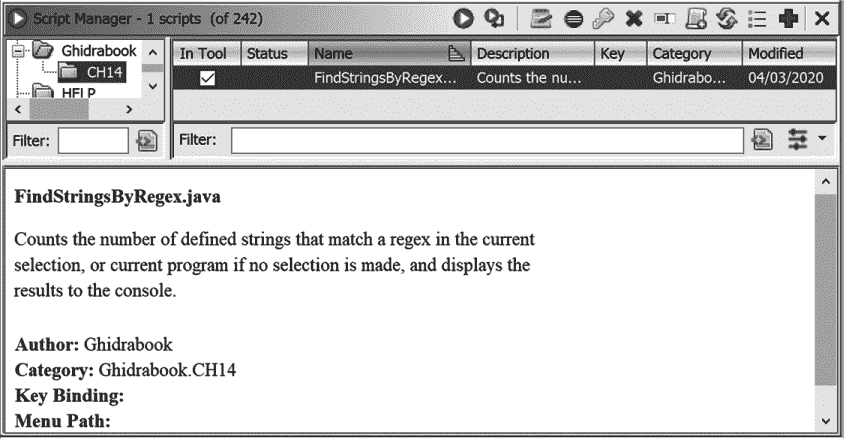 Script Manager - 1 scripts (of 242)
Ghidrabook
CH14
HELP
In Tool Status Name Description Key Category Modified
FindStringsByRegex... Counts the nu... Ghidrabo... 04/03/2020
Filter: Filter:
FindStringsByRegex.java
Counts the number of defined strings that match a regex in the current
selection, or current program if no selection is made, and displays the
results to the console.
Author: Ghidrabook
Category: Ghidrabook.CH14
Key Binding:
Menu Path: